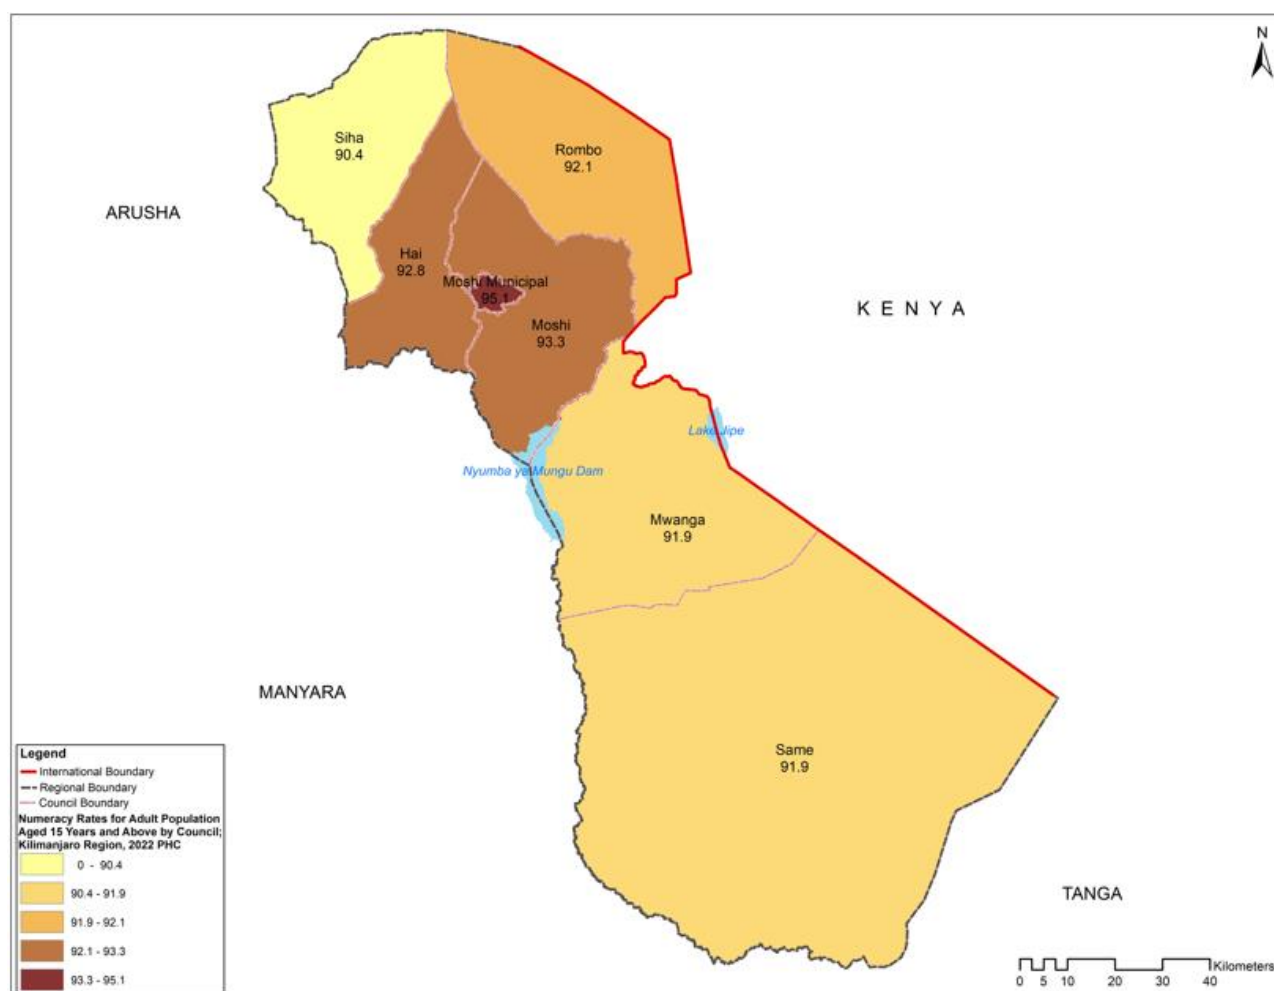 N
Siha
90.4
Rombo
92.1
ARUSHA
Hai
92.8
Moshi Municipal
95.1
KENYA
Moshi
93.3
Lake Jipe
Nyumba ya Mungu Dam
Mwanga
91.9
MANYARA
Same
91.9
TANGA
Legend
International Boundary
Regional Boundary
Council Boundary
Numeracy Rates for Adult Population
Aged 15 Years and Above by Council;
Kilimanjaro Region, 2022 PHC
0 - 90.4
90.4 - 91.9
91.9 - 92.1
92.1 - 93.3
93.3 - 95.1
Kilometers
0 5 10 20 30 40